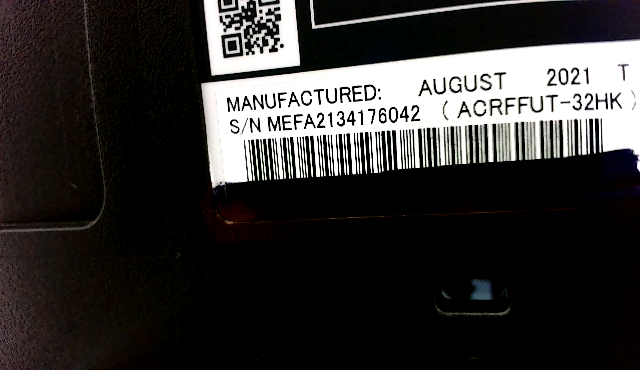 MANUFACTURED: AUGUST 2021 T
S/N MEFA2134176042 (ACRFFUT-32HK)